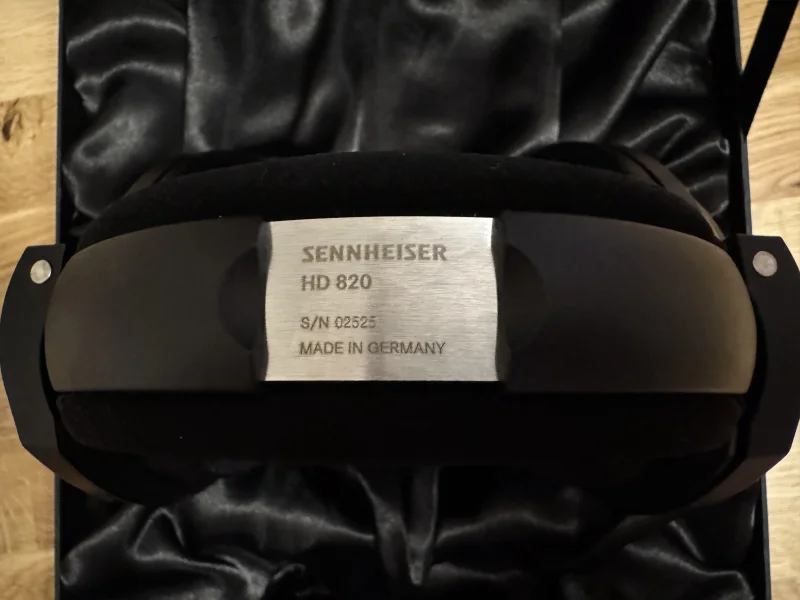 SENNHEISER
HD 820
S/N 02525
MADE IN GERMANY